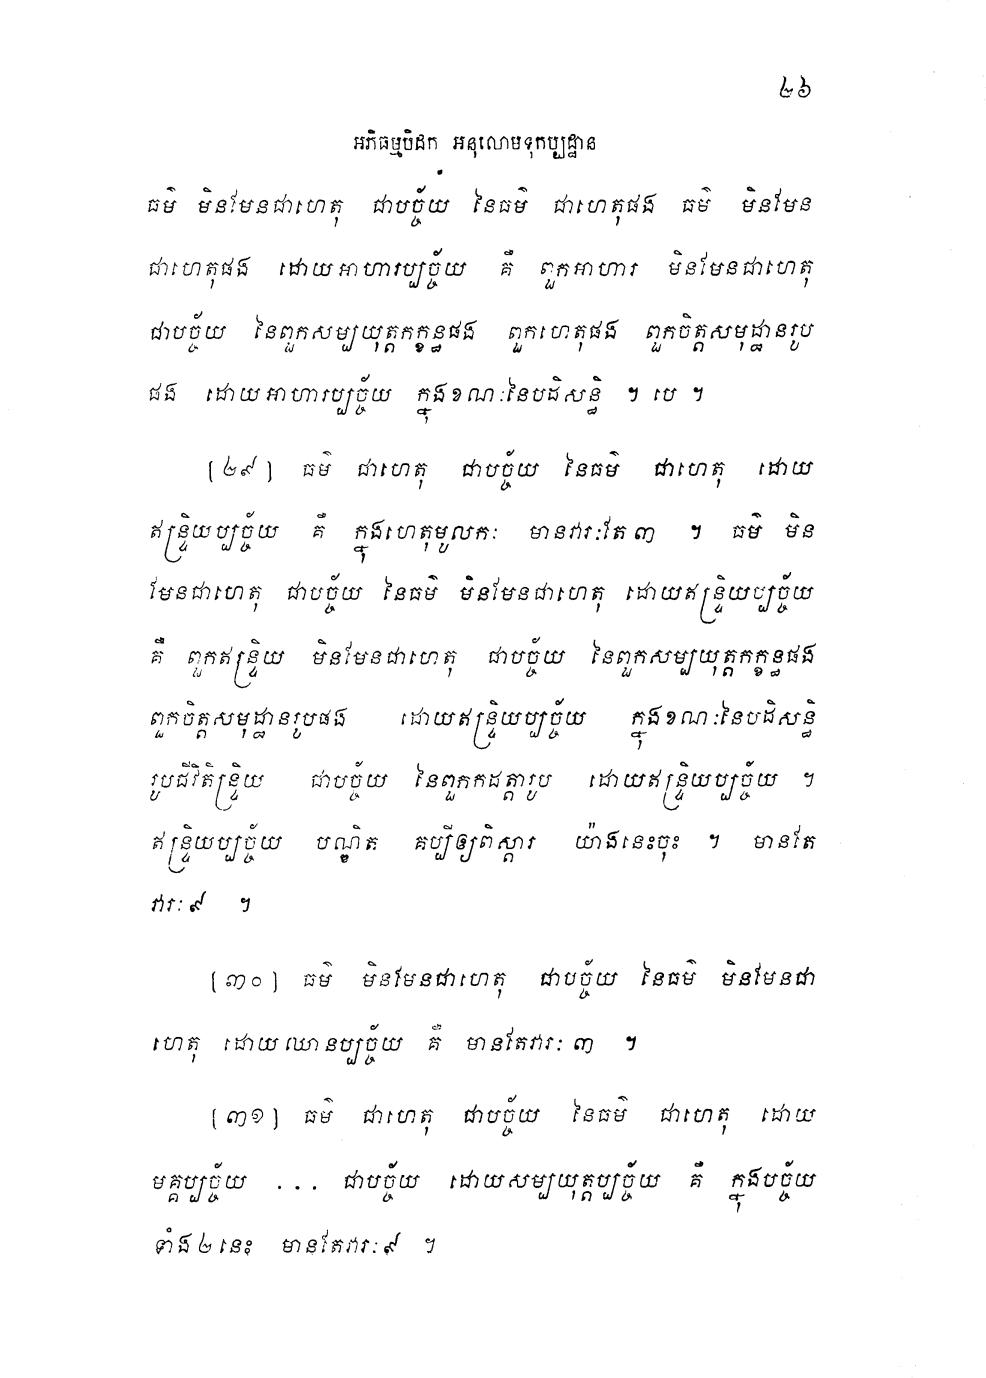 ២៦
អភិធម្មបិដក អនុលោមទុកប្បដ្ឋាន
ធម៌ មិនមែនជាហេតុ ជាបច្ច័យ នៃធម៌ ជាហេតុផង ធម៌ មិនមែន
ជាហេតុផង ដោយអាហារប្បច្ច័យ គឺ ពួកអាហារ មិនមែនជាហេតុ
ជាបច្ច័យ នៃពួកសម្បយុត្តកក្ខន្ធផង ពួកហេតុផង ពួកចិត្តសមុដ្ឋានរូប
ផង ដោយអាហារប្បច្ច័យ ក្នុងខណៈនៃបដិសន្ធិ ។ បេ ។
[២៩] ធម៌ ជាហេតុ ជាបច្ច័យ នៃធម៌ ជាហេតុ ដោយ
ឥន្ទ្រិយប្បច្ច័យ គឺ ក្នុងហេតុមូលកៈ មានវារៈតែ៣ ។ ធម៌ មិន
មែនជាហេតុ ជាបច្ច័យ នៃធម៌ មិនមែនជាហេតុ ដោយឥន្ទ្រិយប្បច្ច័យ
គឺ ពួកឥន្ទ្រិយ មិនមែនជាហេតុ ជាបច្ច័យ នៃពួកសម្បយុត្តកក្ខន្ធផង
ពួកចិត្តសមុដ្ឋានរូបផង ដោយឥន្ទ្រិយប្បច្ច័យ ក្នុងខណៈនៃបដិសន្ធិ
រូបជីវិតិន្ទ្រិយ ជាបច្ច័យ នៃពួកកដត្តារូប ដោយឥន្ទ្រិយប្បច្ច័យ ។
ឥន្ទ្រិយប្បច្ច័យ បណ្ឌិត គប្បីឲ្យពិស្តារ យ៉ាងនេះចុះ ។ មានតែ
វារៈ៩ ។
[៣០] ធម៌ មិនមែនជាហេតុ ជាបច្ច័យ នៃធម៌ មិនមែនជា
ហេតុ ដោយឈានប្បច្ច័យ គឺ មានតែវារៈ ៣ ។
[៣១] ធម៌ ជាហេតុ ជាបច្ច័យ នៃធម៌ ជាហេតុ ដោយ
មគ្គប្បច្ច័យ ... ជាបច្ច័យ ដោយសម្បយុត្តប្បច្ច័យ គឺ ក្នុងបច្ច័យ
ទាំង២នេះ មានតែវារៈ៩ ។